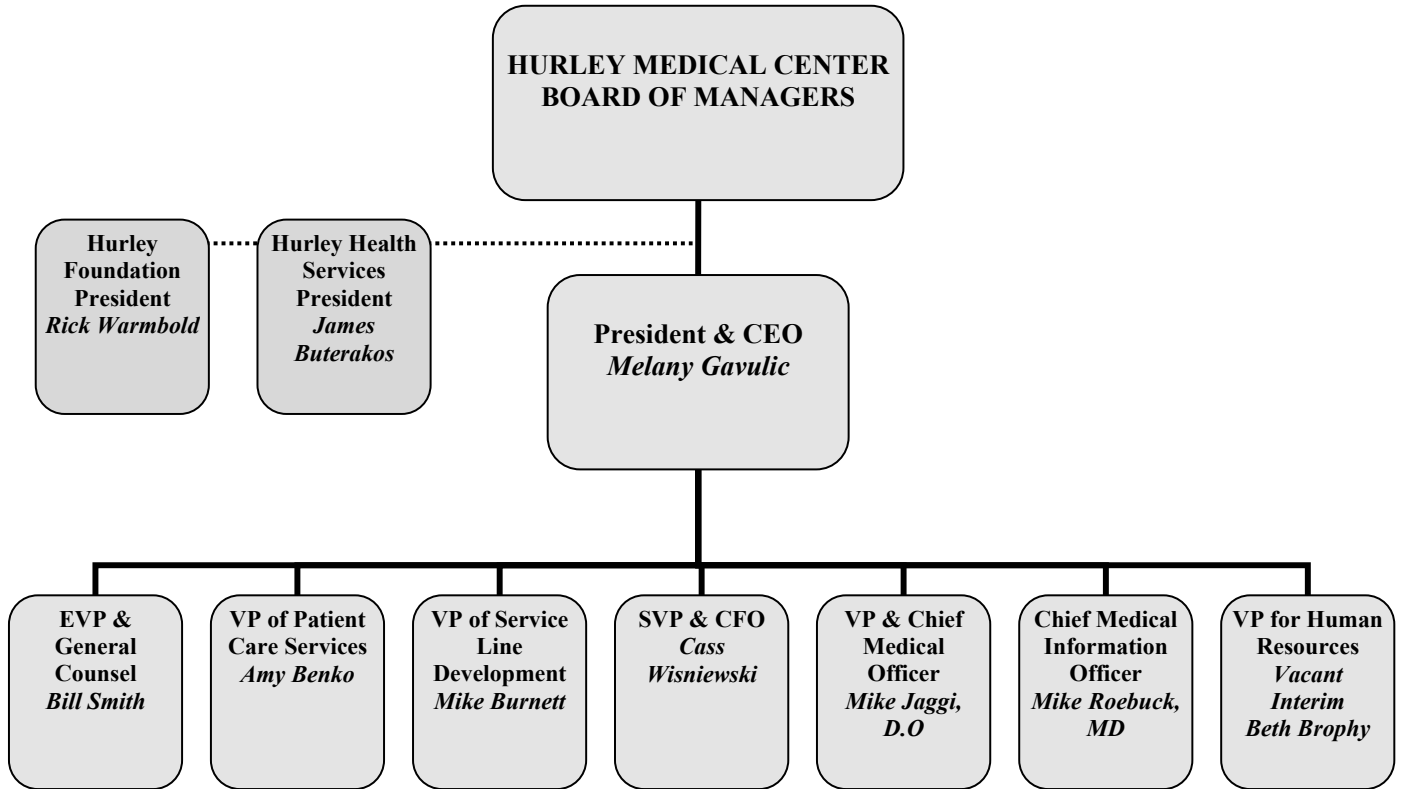 HURLEY MEDICAL CENTER
BOARD OF MANAGERS
Hurley
Foundation
President
Rick Warmbold
Hurley Health
Services
President
James
Buterakos
President & CEO
Melany Gavulic
EVP &
General
Counsel
Bill Smith
VP of Patient
Care Services
Amy Benko
VP of Service
Line
Development
Mike Burnett
SVP & CFO
Cass
Wisniewski
VP & Chief
Medical
Officer
Mike Jaggi,
D.O
Chief Medical
Information
Officer
Mike Roebuck,
MD
VP for Human
Resources
Vacant
Interim
Beth Brophy